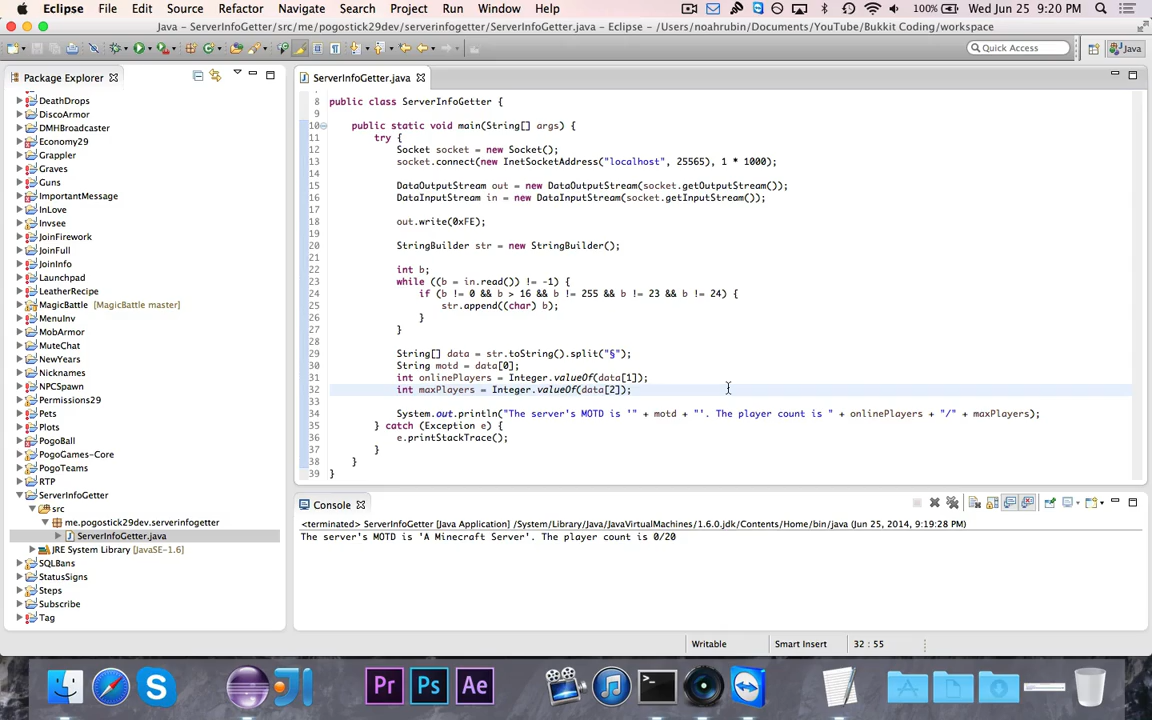 Eclipse File Edit Source Refactor Navigate Search Project Run Window Help 100% Wed Jun 25 9:20 PM
Java - ServerInfoGetter/src/me/pogostick29dev/serverinfogetter/ServerInfoGetter.java - Eclipse - /Users/noahrubin/Documents/YouTube/Bukkit Coding/workspace
Quick Access Java
Package Explorer
DeathDrops
DiscoArmor
DMHBroadcaster
Economy29
Grappler
Graves
Guns
ImportantMessage
InLove
Invsee
JoinFirework
JoinFull
JoinInfo
Launchpad
LeatherRecipe
MagicBattle [MagicBattle master]
MenuInv
MobArmor
MuteChat
NewYears
Nicknames
NPCSpawn
Permissions29
Pets
Plots
PogoBall
PogoGames-Core
PogoTeams
RTP
ServerInfoGetter
src
me.pogostick29dev.serverinfogetter
ServerInfoGetter.java
JRE System Library [JavaSE-1.6]
SQLBans
StatusSigns
Steps
Subscribe
Tag
ServerInfoGetter.java
8 public class ServerInfoGetter {
9
10 public static void main(String[] args) {
11 try {
12 Socket socket = new Socket();
13 socket.connect(new InetSocketAddress("localhost", 25565), 1 * 1000);
14
15 DataOutputStream out = new DataOutputStream(socket.getOutputStream());
16 DataInputStream in = new DataInputStream(socket.getInputStream());
17
18 out.write(0xFE);
19
20 StringBuilder str = new StringBuilder();
21
22 int b;
23 while ((b = in.read()) != -1) {
24 if (b != 0 && b > 16 && b != 255 && b != 23 && b != 24) {
25 str.append((char) b);
26 }
27 }
28
29 String[] data = str.toString().split("§");
30 String motd = data[0];
31 int onlinePlayers = Integer.valueOf(data[1]);
32 int maxPlayers = Integer.valueOf(data[2]);
33
34 System.out.println("The server's MOTD is '" + motd + "'. The player count is " + onlinePlayers + "/" + maxPlayers);
35 } catch (Exception e) {
36 e.printStackTrace();
37 }
38 }
39 }
Console
<terminated> ServerInfoGetter [Java Application] /System/Library/Java/JavaVirtualMachines/1.6.0.jdk/Contents/Home/bin/java (Jun 25, 2014, 9:19:28 PM)
The server's MOTD is 'A Minecraft Server'. The player count is 0/20
Writable Smart Insert 32 : 55
Pr Ps Ae